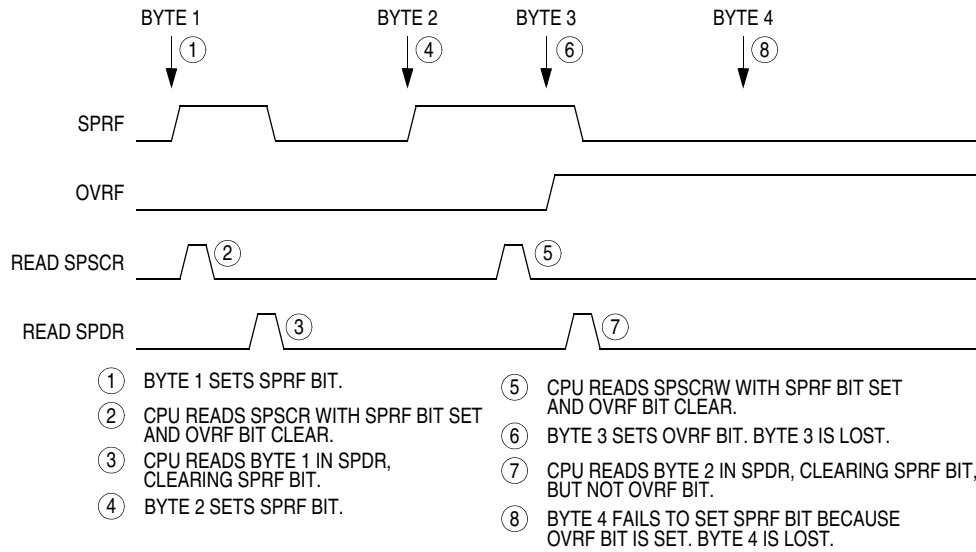 BYTE 1 BYTE 2 BYTE 3 BYTE 4
1 4 6 8
SPRF
OVRF
READ SPSCR 2 5
READ SPDR 3 7
1 BYTE 1 SETS SPRF BIT.
2 CPU READS SPSCR WITH SPRF BIT SET
AND OVRF BIT CLEAR.
3 CPU READS BYTE 1 IN SPDR,
CLEARING SPRF BIT.
4 BYTE 2 SETS SPRF BIT.
5 CPU READS SPSCRW WITH SPRF BIT SET
AND OVRF BIT CLEAR.
6 BYTE 3 SETS OVRF BIT. BYTE 3 IS LOST.
7 CPU READS BYTE 2 IN SPDR, CLEARING SPRF BIT,
BUT NOT OVRF BIT.
8 BYTE 4 FAILS TO SET SPRF BIT BECAUSE
OVRF BIT IS SET. BYTE 4 IS LOST.